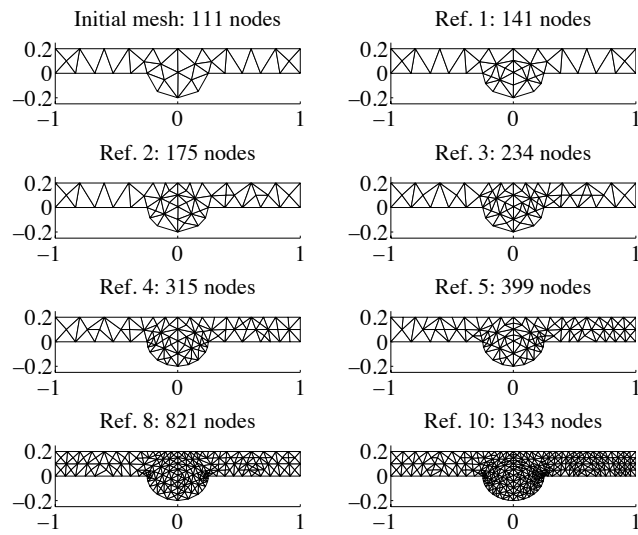 Initial mesh: 111 nodes
0.2
0
−0.2
−1 0 1
Ref. 1: 141 nodes
0.2
0
−0.2
−1 0 1
Ref. 2: 175 nodes
0.2
0
−0.2
−1 0 1
Ref. 3: 234 nodes
0.2
0
−0.2
−1 0 1
Ref. 4: 315 nodes
0.2
0
−0.2
−1 0 1
Ref. 5: 399 nodes
0.2
0
−0.2
−1 0 1
Ref. 8: 821 nodes
0.2
0
−0.2
−1 0 1
Ref. 10: 1343 nodes
0.2
0
−0.2
−1 0 1